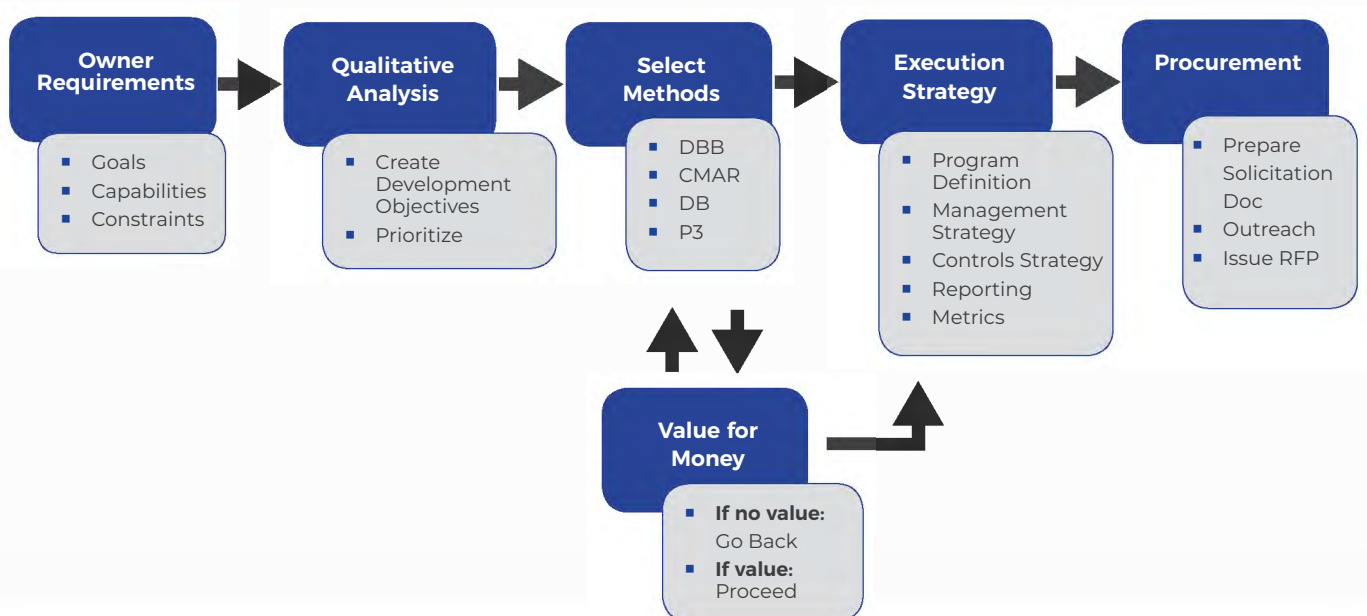 Owner
Requirements
Goals
Capabilities
Constraints
Qualitative
Analysis
Create
Development
Objectives
Prioritize
Select
Methods
DBB
CMAR
DB
P3
Execution
Strategy
Program
Definition
Management
Strategy
Controls Strategy
Reporting
Metrics
Procurement
Prepare
Solicitation
Doc
Outreach
Issue RFP
Value for
Money
If no value:
Go Back
If value:
Proceed